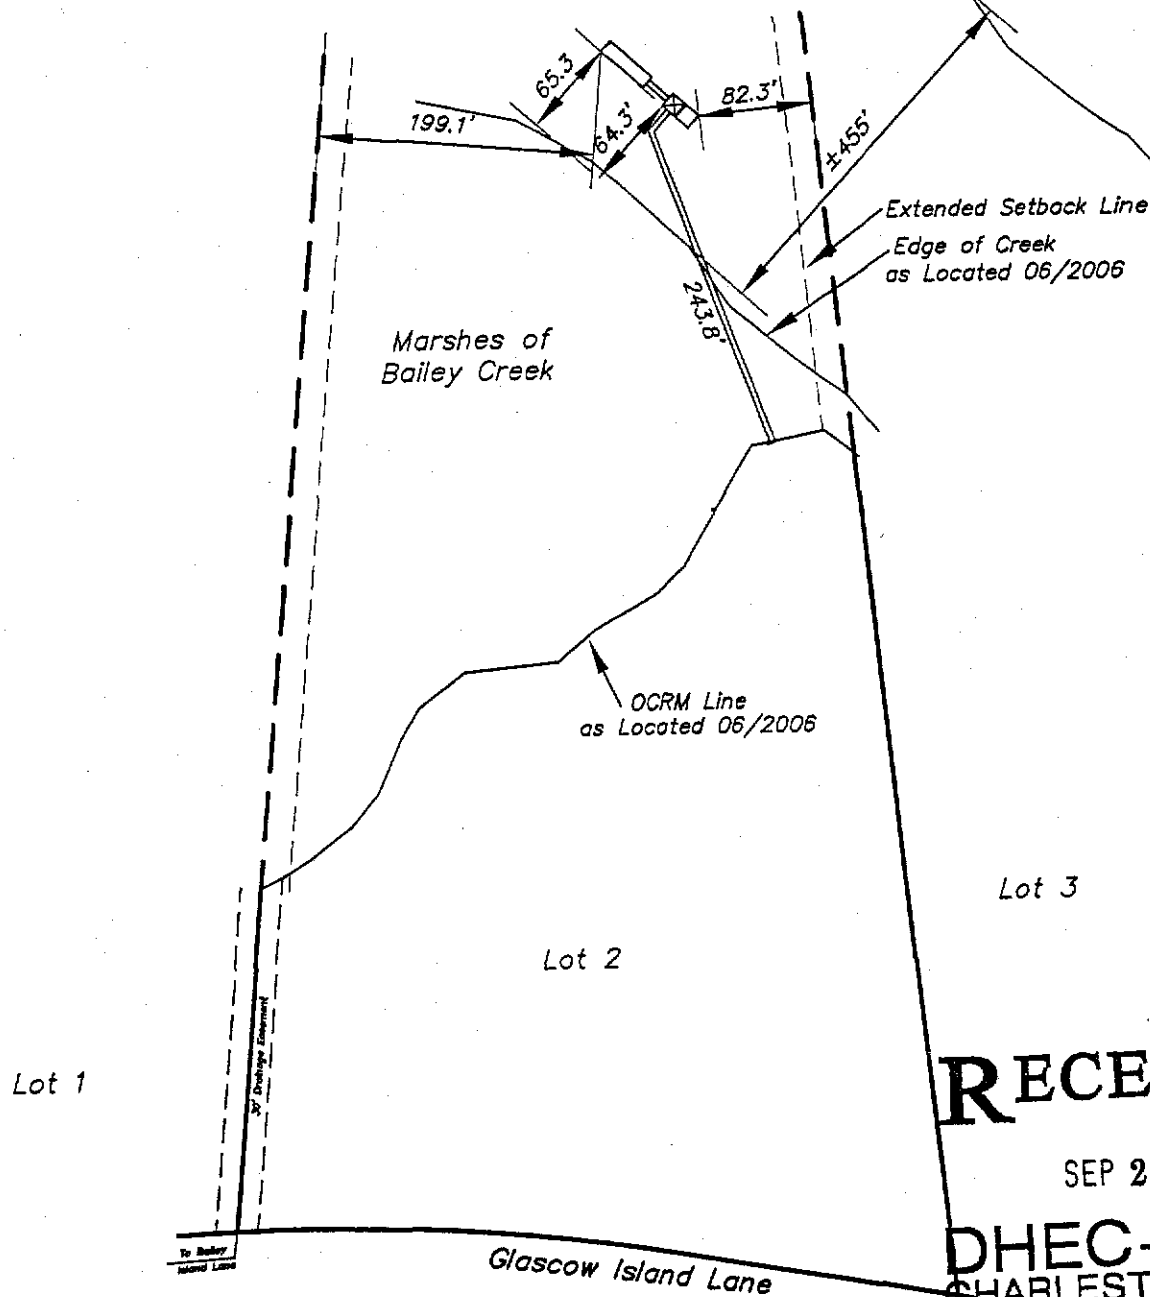 65.3
199.1'
64.3'
82.3'
±455'
Extended Setback Line
Edge of Creek
as Located 06/2006
243.8'
Marshes of
Bailey Creek
OCRM Line
as Located 06/2006
Lot 3
Lot 2
30' Drainage Easement
Lot 1
RECE
SEP 2
DHEC-
CHARLEST
To Bailey
Island Lane
Glascow Island Lane